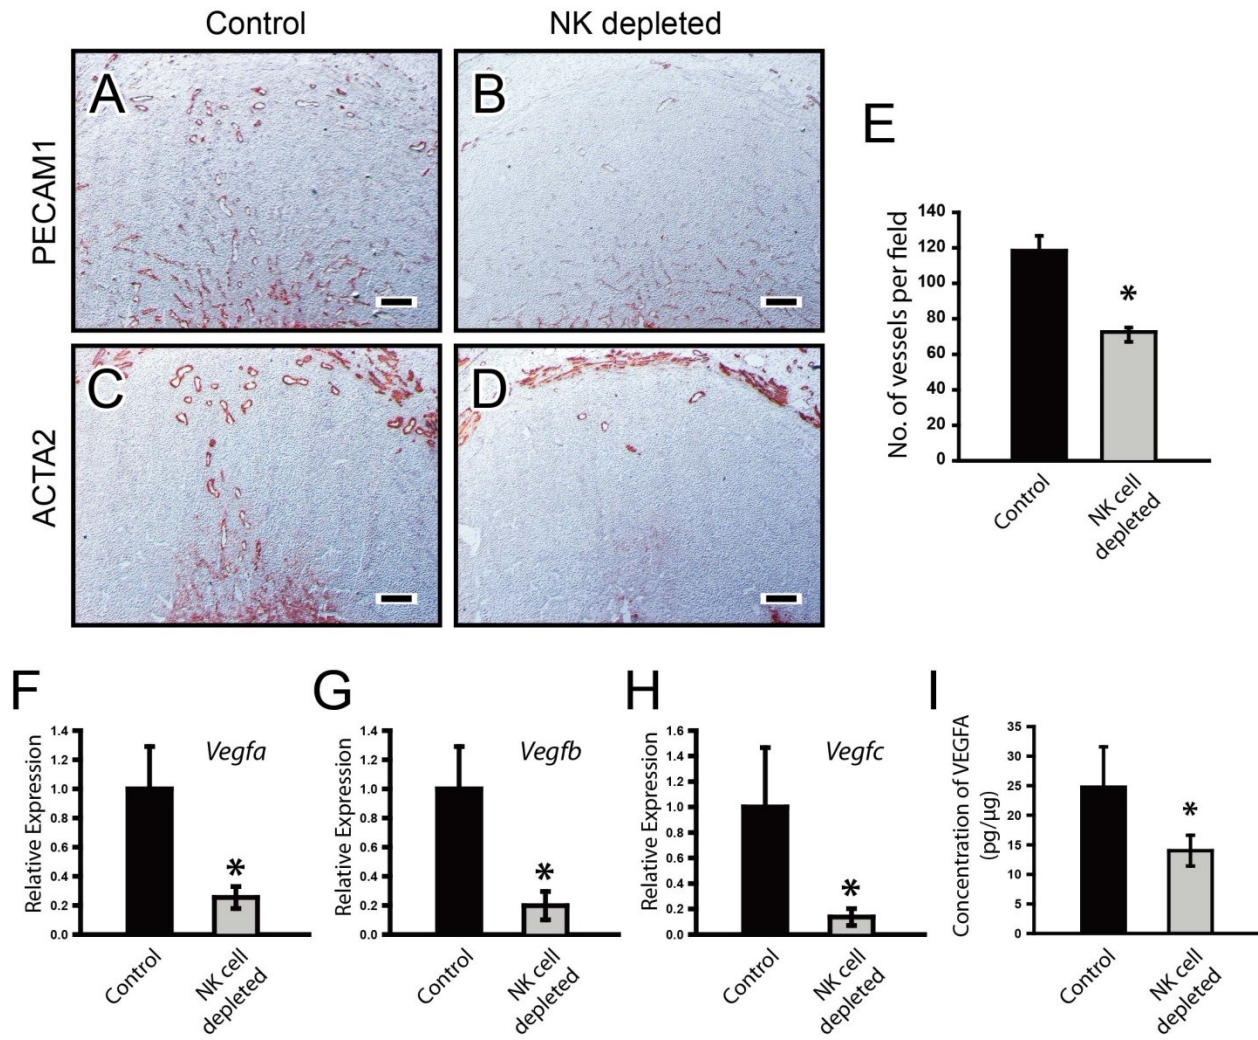 Control
NK depleted
PECAM1
A
B
ACTA2
C
D
E
No. of vessels per field
140
120
100
80
60
40
20
0
*
Control
NK cell
depleted
F
Relative Expression
1.4
1.2
1.0
0.8
0.6
0.4
0.2
0.0
Vegfa
*
Control
NK cell
depleted
G
Relative Expression
1.4
1.2
1.0
0.8
0.6
0.4
0.2
0.0
Vegfb
*
Control
NK cell
depleted
H
Relative Expression
1.6
1.4
1.2
1.0
0.8
0.6
0.4
0.2
0.0
Vegfc
*
Control
NK cell
depleted
I
Concentration of VEGFA
(pg/μg)
35
30
25
20
15
10
5
0
*
Control
NK cell
depleted